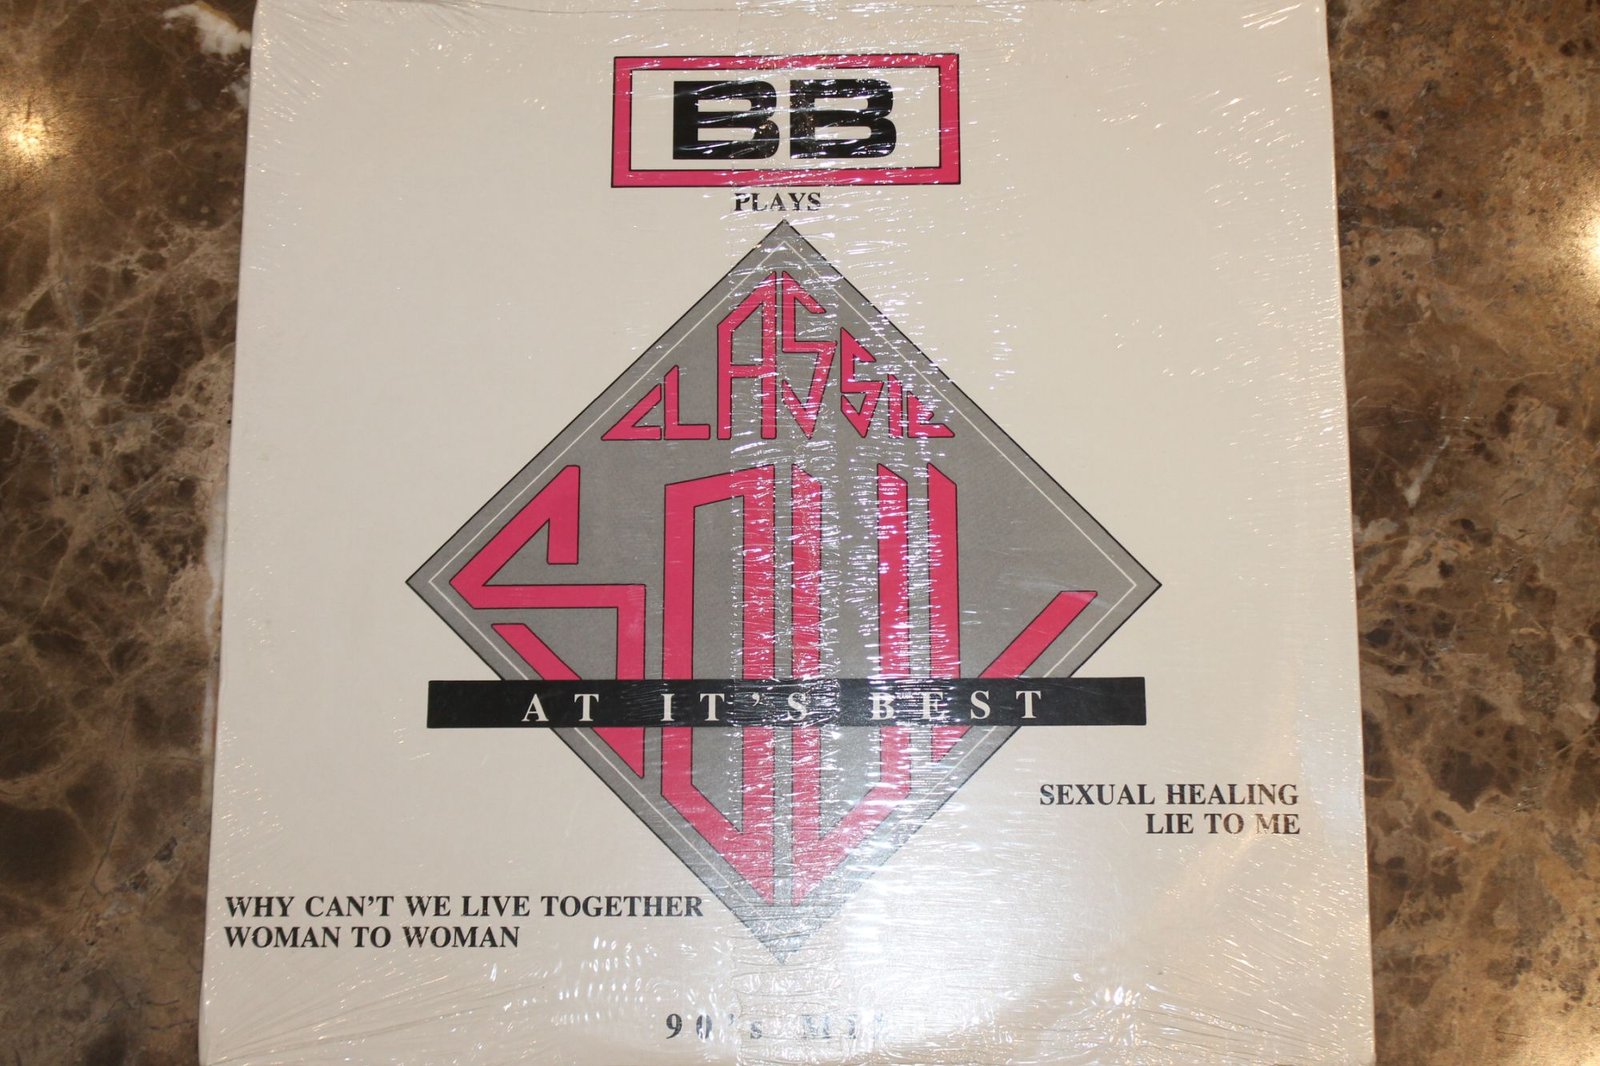 BB
PLAYS
CLASSIC
SOUL
AT IT'S BEST
SEXUAL HEALING
LIE TO ME
WHY CAN'T WE LIVE TOGETHER
WOMAN TO WOMAN
90's